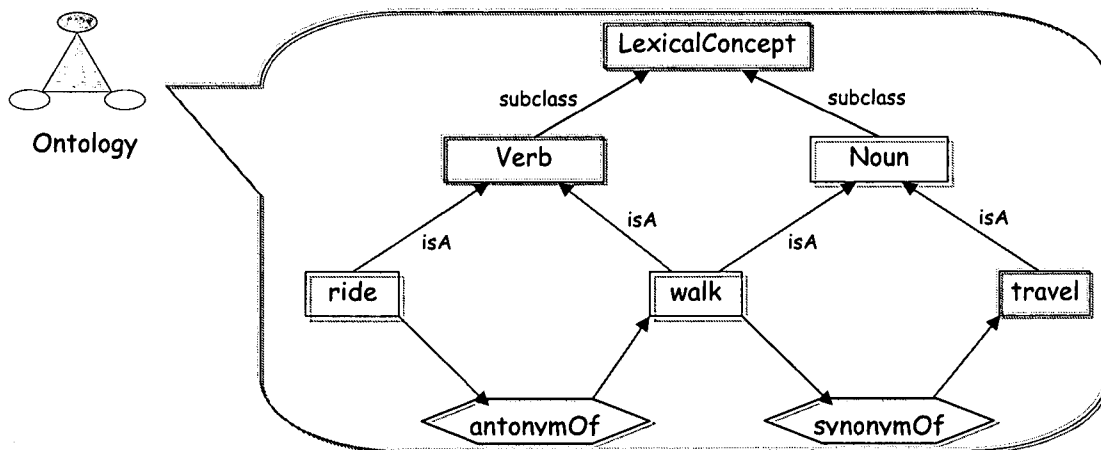 LexicalConcept
subclass subclass
Ontology
Verb Noun
isA isA isA isA
ride walk travel
antonymOf synonymOf